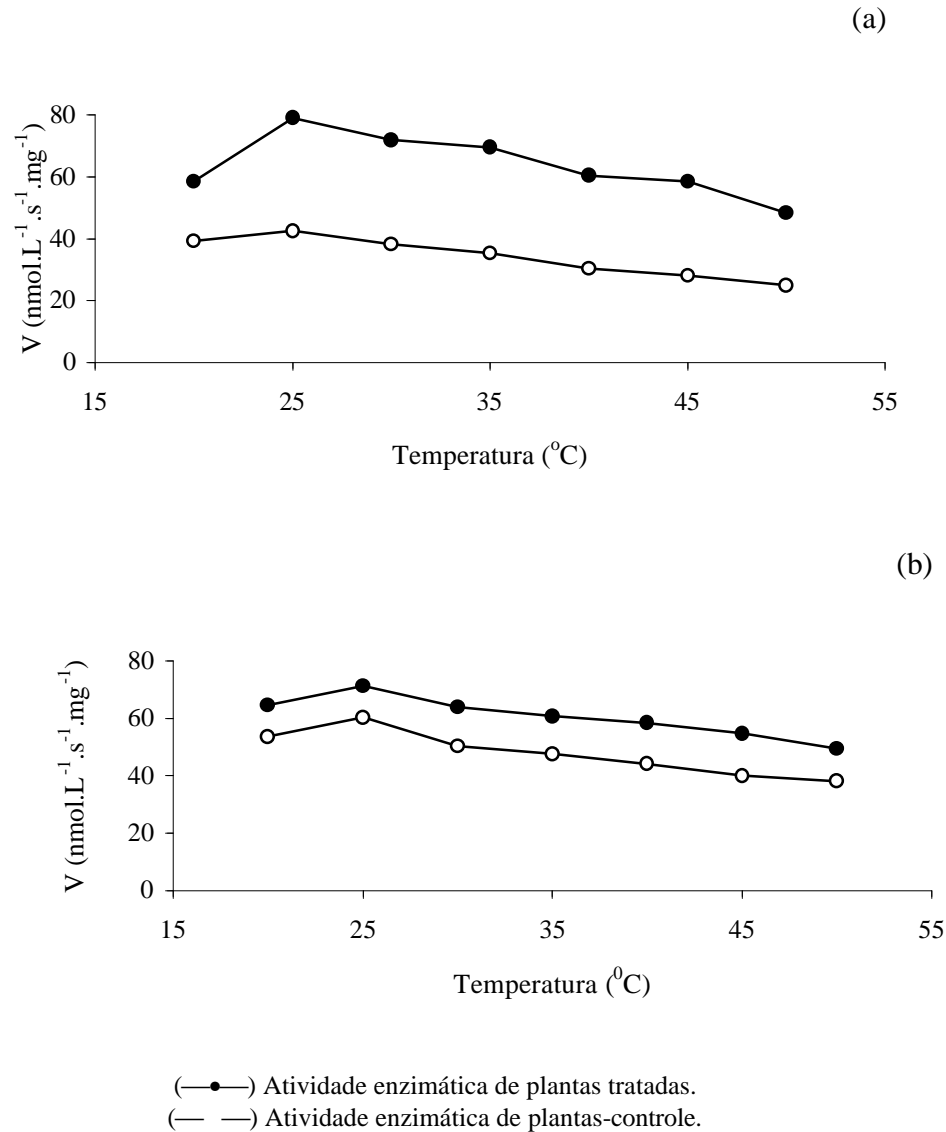 (a)
V (nmol.L⁻¹.s⁻¹.mg⁻¹)
80
60
40
20
0
15 25 35 45 55
Temperatura (°C)
(b)
V (nmol.L⁻¹.s⁻¹.mg⁻¹)
80
60
40
20
0
15 25 35 45 55
Temperatura (⁰C)
(—●—) Atividade enzimática de plantas tratadas.
(— —) Atividade enzimática de plantas-controle.